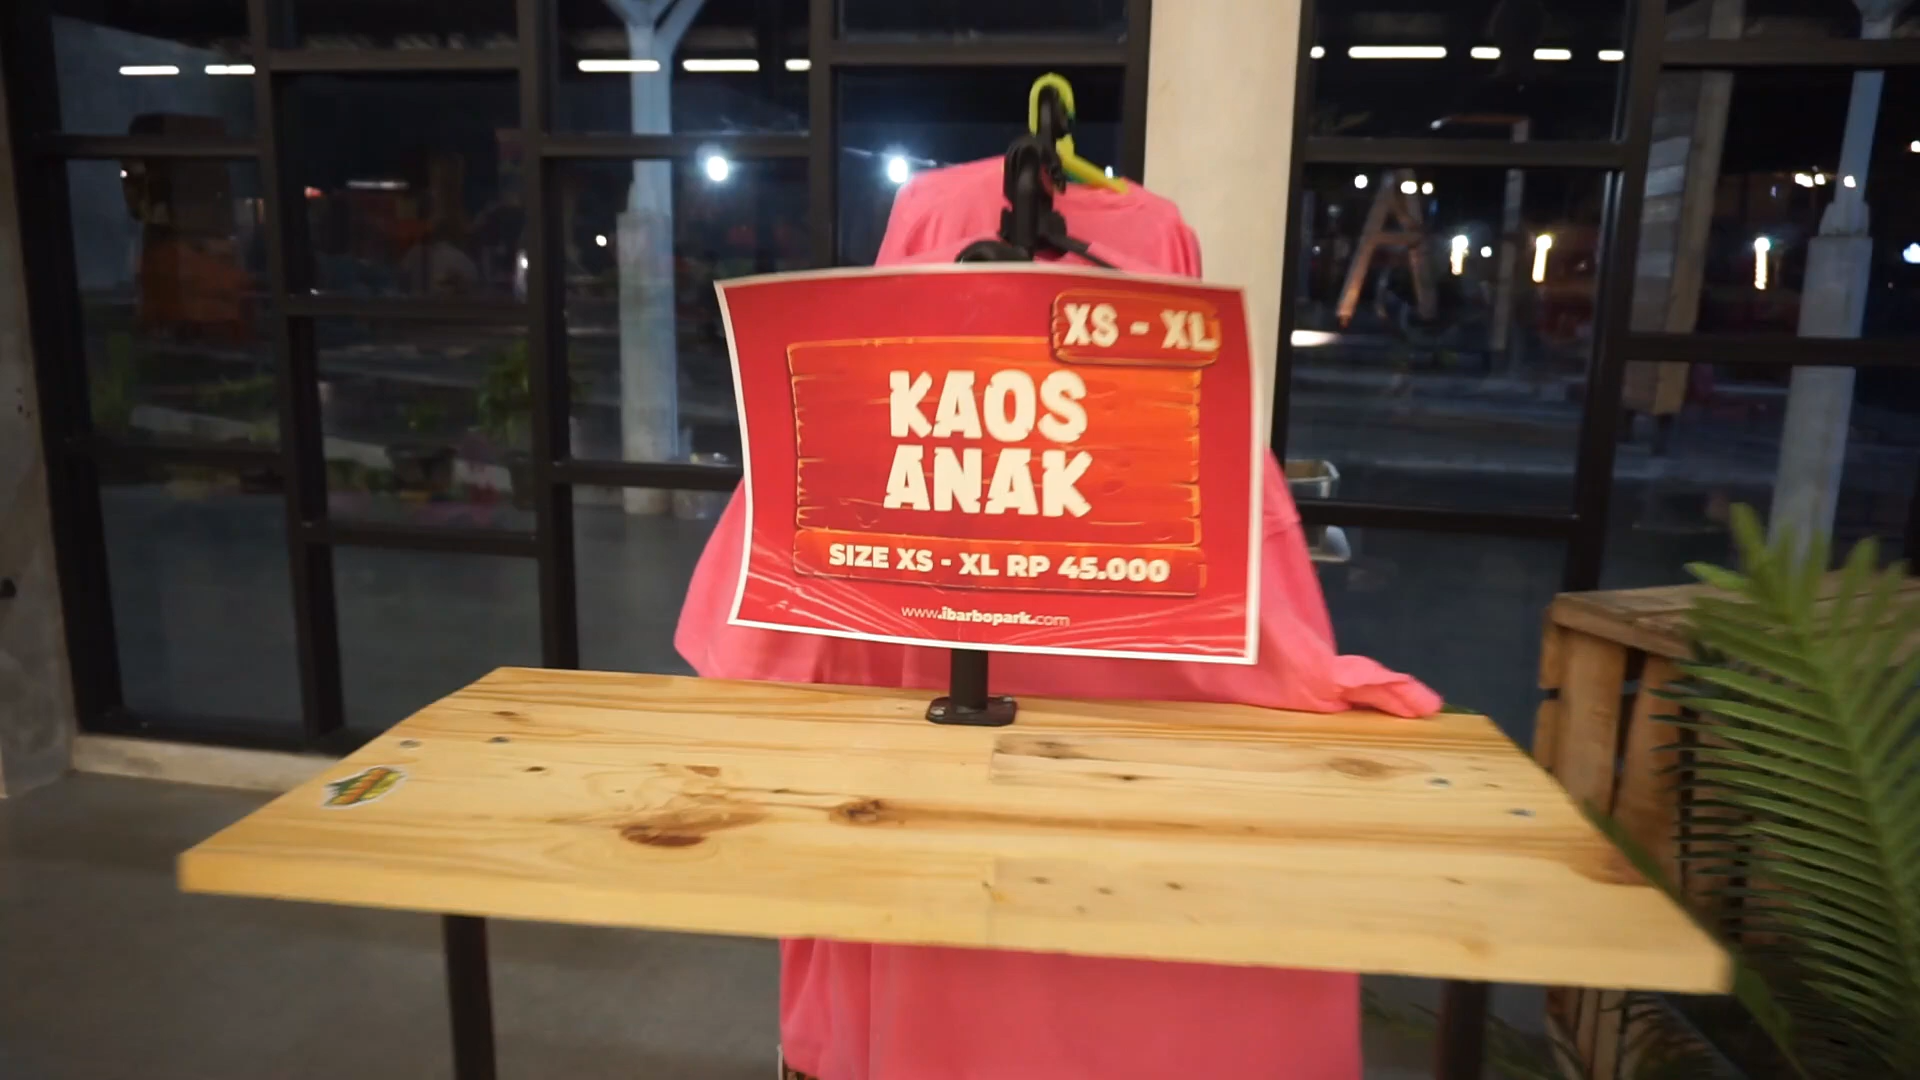 XS - XL
KAOS
ANAK
SIZE XS - XL RP 45.000
www.ibarbopark.com